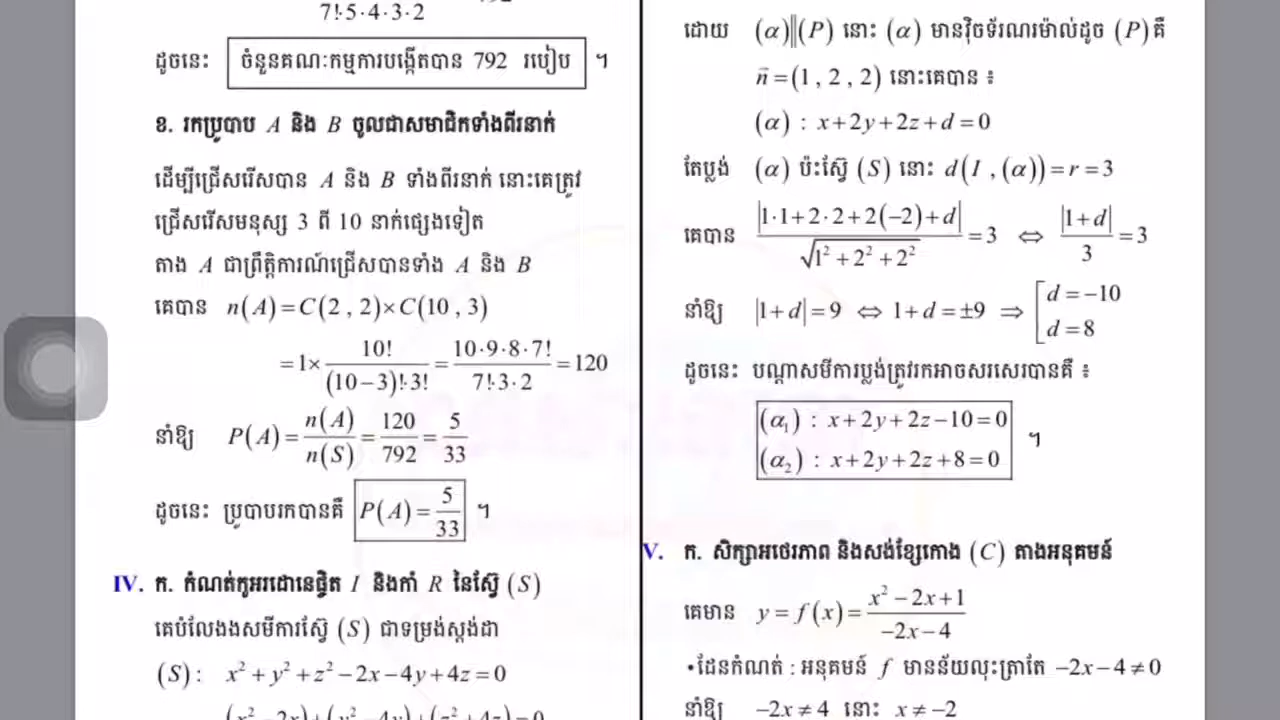 7!·5·4·3·2
ដូចនេះ ចំនួនគណៈកម្មការបង្កើតបាន 792 របៀប ។
ខ. រកប្រូបាប A និង B ចូលជាសមាជិកទាំងពីរនាក់
ដើម្បីជ្រើសរើសបាន A និង B ទាំងពីរនាក់ នោះគេត្រូវ
ជ្រើសរើសមនុស្ស 3 ពី 10 នាក់ផ្សេងទៀត
តាង A ជាព្រឹត្តិការណ៍ជ្រើសបានទាំង A និង B
គេបាន n(A)=C(2, 2)×C(10, 3)
=1× 10!/((10−3)!·3!) = (10·9·8·7!)/(7!·3·2) =120
នាំឱ្យ P(A)= n(A)/n(S) = 120/792 = 5/33
ដូចនេះ ប្រូបាបរកបានគឺ P(A)= 5/33 ។
IV. ក. កំណត់កូអរដោនេផ្ចិត I និងកាំ R នៃស្វ៊ែ (S)
គេបំលែងងសមីការស្វ៊ែ (S) ជាទម្រង់ស្តង់ដា
(S): x² + y² + z² − 2x − 4y + 4z = 0
(x² − 2x)+(y² − 4y)+(z² + 4z)=0
ដោយ (α)∥(P) នោះ (α) មានវ៉ិចទ័រណរម៉ាល់ដូច (P) គឺ
n⃗ =(1, 2, 2) នោះគេបាន ៖
(α) : x+2y+2z+d=0
តែប្លង់ (α) ប៉ះស្វ៊ែ (S) នោះ d(I, (α))=r=3
គេបាន |1·1+2·2+2(−2)+d|/√(1²+2²+2²) =3 ⇔ |1+d|/3 =3
នាំឱ្យ |1+d|=9 ⇔ 1+d=±9 ⇒ [d=−10
d=8
ដូចនេះ បណ្តាសមីការប្លង់ត្រូវរកអាចសរសេរបានគឺ ៖
(α₁) : x+2y+2z−10=0
(α₂) : x+2y+2z+8=0 ។
V. ក. សិក្សាអថេរភាព និងសង់ខ្សែកោង (C) តាងអនុគមន៍
គេមាន y=f(x)= (x²−2x+1)/(−2x−4)
•ដែនកំណត់ : អនុគមន៍ f មានន័យលុះត្រាតែ −2x−4≠0
នាំឱ្យ −2x≠4 នោះ x≠−2